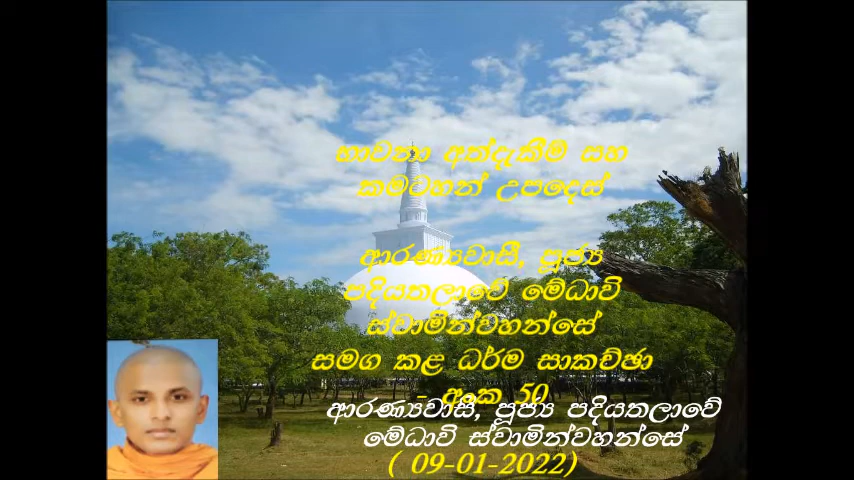 භාවනා අත්දැකීම් සහ
කමටහන් උපදෙස්
ආරණ්‍යවාසී, පූජ්‍ය
පදියතලාවේ මේධාවි
ස්වාමින්වහන්සේ
සමග කළ ධර්ම සාකච්ඡා
- අංක 50
ආරණ්‍යවාසී, පූජ්‍ය පදියතලාවේ
මේධාවි ස්වාමින්වහන්සේ
( 09-01-2022)